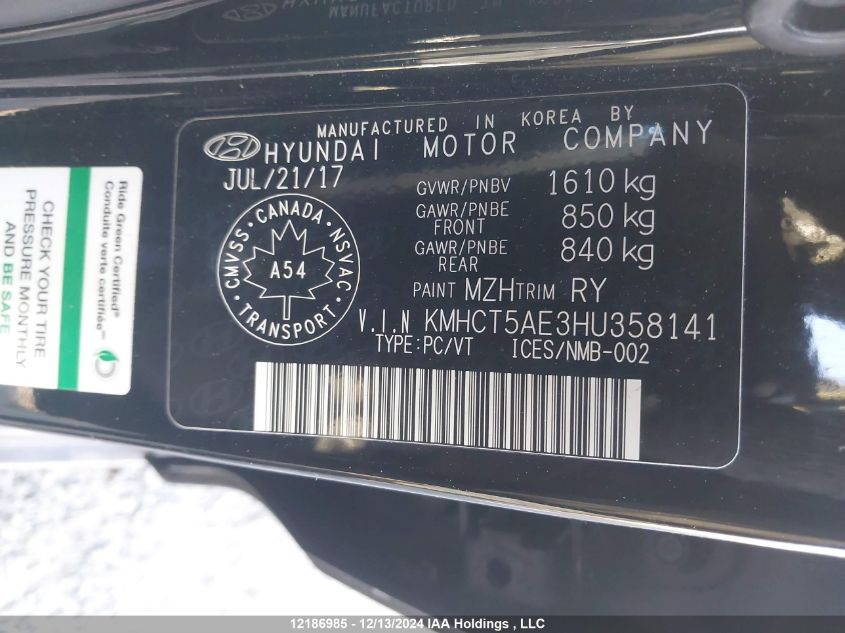 MANUFACTURED IN KOREA BY
HYUNDAI MOTOR COMPANY
JUL/21/17
GVWR/PNBV 1610 kg
GAWR/PNBE FRONT 850 kg
GAWR/PNBE REAR 840 kg
PAINT MZH TRIM RY
CMVSS · CANADA · NSVAC · TRANSPORT
A54
V.I.N KMHCT5AE3HU358141
TYPE:PC/VT ICES/NMB-002
Ride Green Certified®
Conduite verte certifiée®
CHECK YOUR TIRE
PRESSURE MONTHLY
AND BE SAFE
12186985 - 12/13/2024 IAA Holdings , LLC